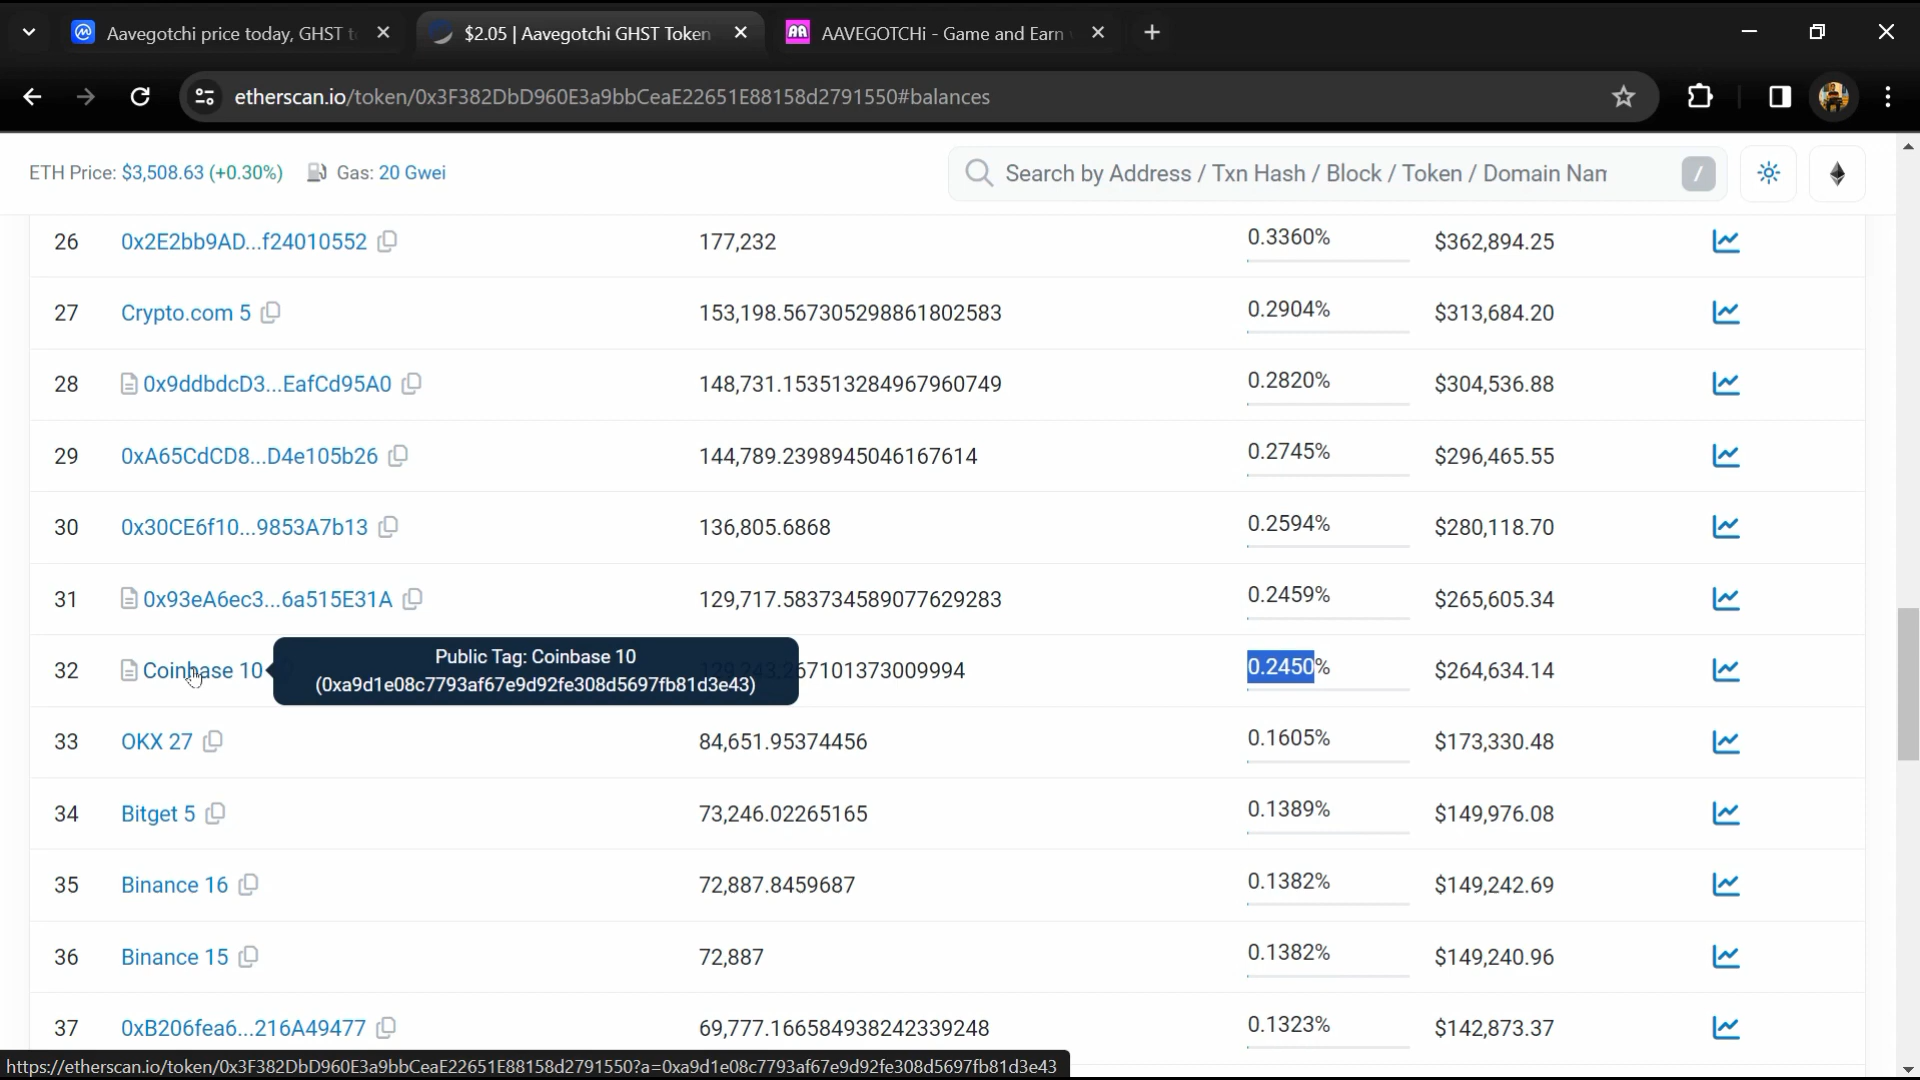 Aavegotchi price today, GHST t
$2.05 | Aavegotchi GHST Token
AAVEGOTCHi - Game and Earn
etherscan.io/token/0x3F382DbD960E3a9bbCeaE22651E88158d2791550#balances
ETH Price: $3,508.63 (+0.30%) Gas: 20 Gwei
Search by Address / Txn Hash / Block / Token / Domain Nam
/
26 0x2E2bb9AD...f24010552 177,232 0.3360% $362,894.25
27 Crypto.com 5 153,198.567305298861802583 0.2904% $313,684.20
28 0x9ddbdcD3...EafCd95A0 148,731.153513284967960749 0.2820% $304,536.88
29 0xA65CdCD8...D4e105b26 144,789.2398945046167614 0.2745% $296,465.55
30 0x30CE6f10...9853A7b13 136,805.6868 0.2594% $280,118.70
31 0x93eA6ec3...6a515E31A 129,717.583734589077629283 0.2459% $265,605.34
Public Tag: Coinbase 10
32 Coinbase 10 129,243.267101373009994 0.2450% $264,634.14
(0xa9d1e08c7793af67e9d92fe308d5697fb81d3e43)
33 OKX 27 84,651.95374456 0.1605% $173,330.48
34 Bitget 5 73,246.02265165 0.1389% $149,976.08
35 Binance 16 72,887.8459687 0.1382% $149,242.69
36 Binance 15 72,887 0.1382% $149,240.96
37 0xB206fea6...216A49477 69,777.166584938242339248 0.1323% $142,873.37
https://etherscan.io/token/0x3F382DbD960E3a9bbCeaE22651E88158d2791550?a=0xa9d1e08c7793af67e9d92fe308d5697fb81d3e43